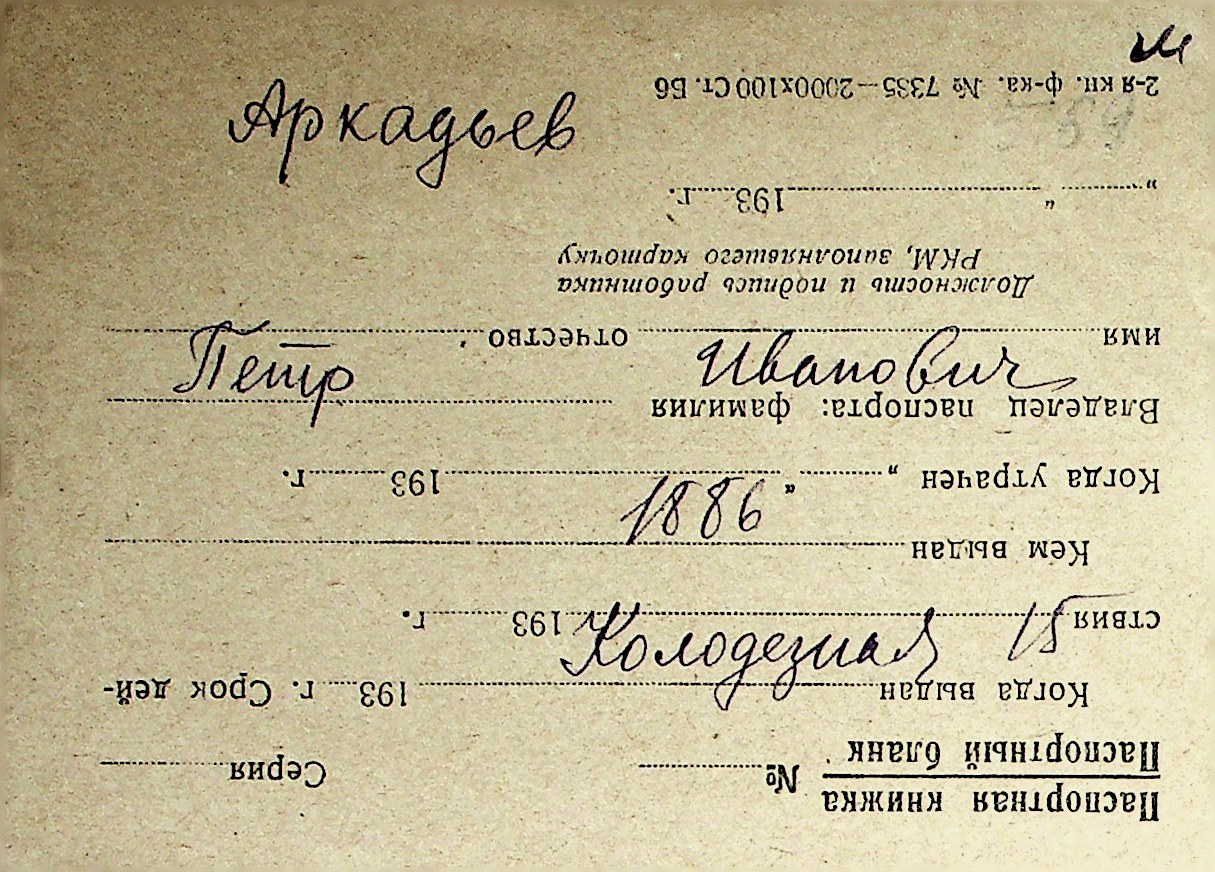 Аркадьев
Петр Иванович
1886
Колодезная 15
Паспортная книжка
Паспортный бланк № Серия
Когда выдан 193 г. Срок дей-
ствия 193 г.
Кем выдан
Когда утрачен „ “ 193 г.
Владелец паспорта: фамилия
имя отчество
Должность и подпись работника
РКМ, заполнявшего карточку
„ “ 193 г.
2-я кн. ф-ка. № 7335—2000х100 Ст. Б6